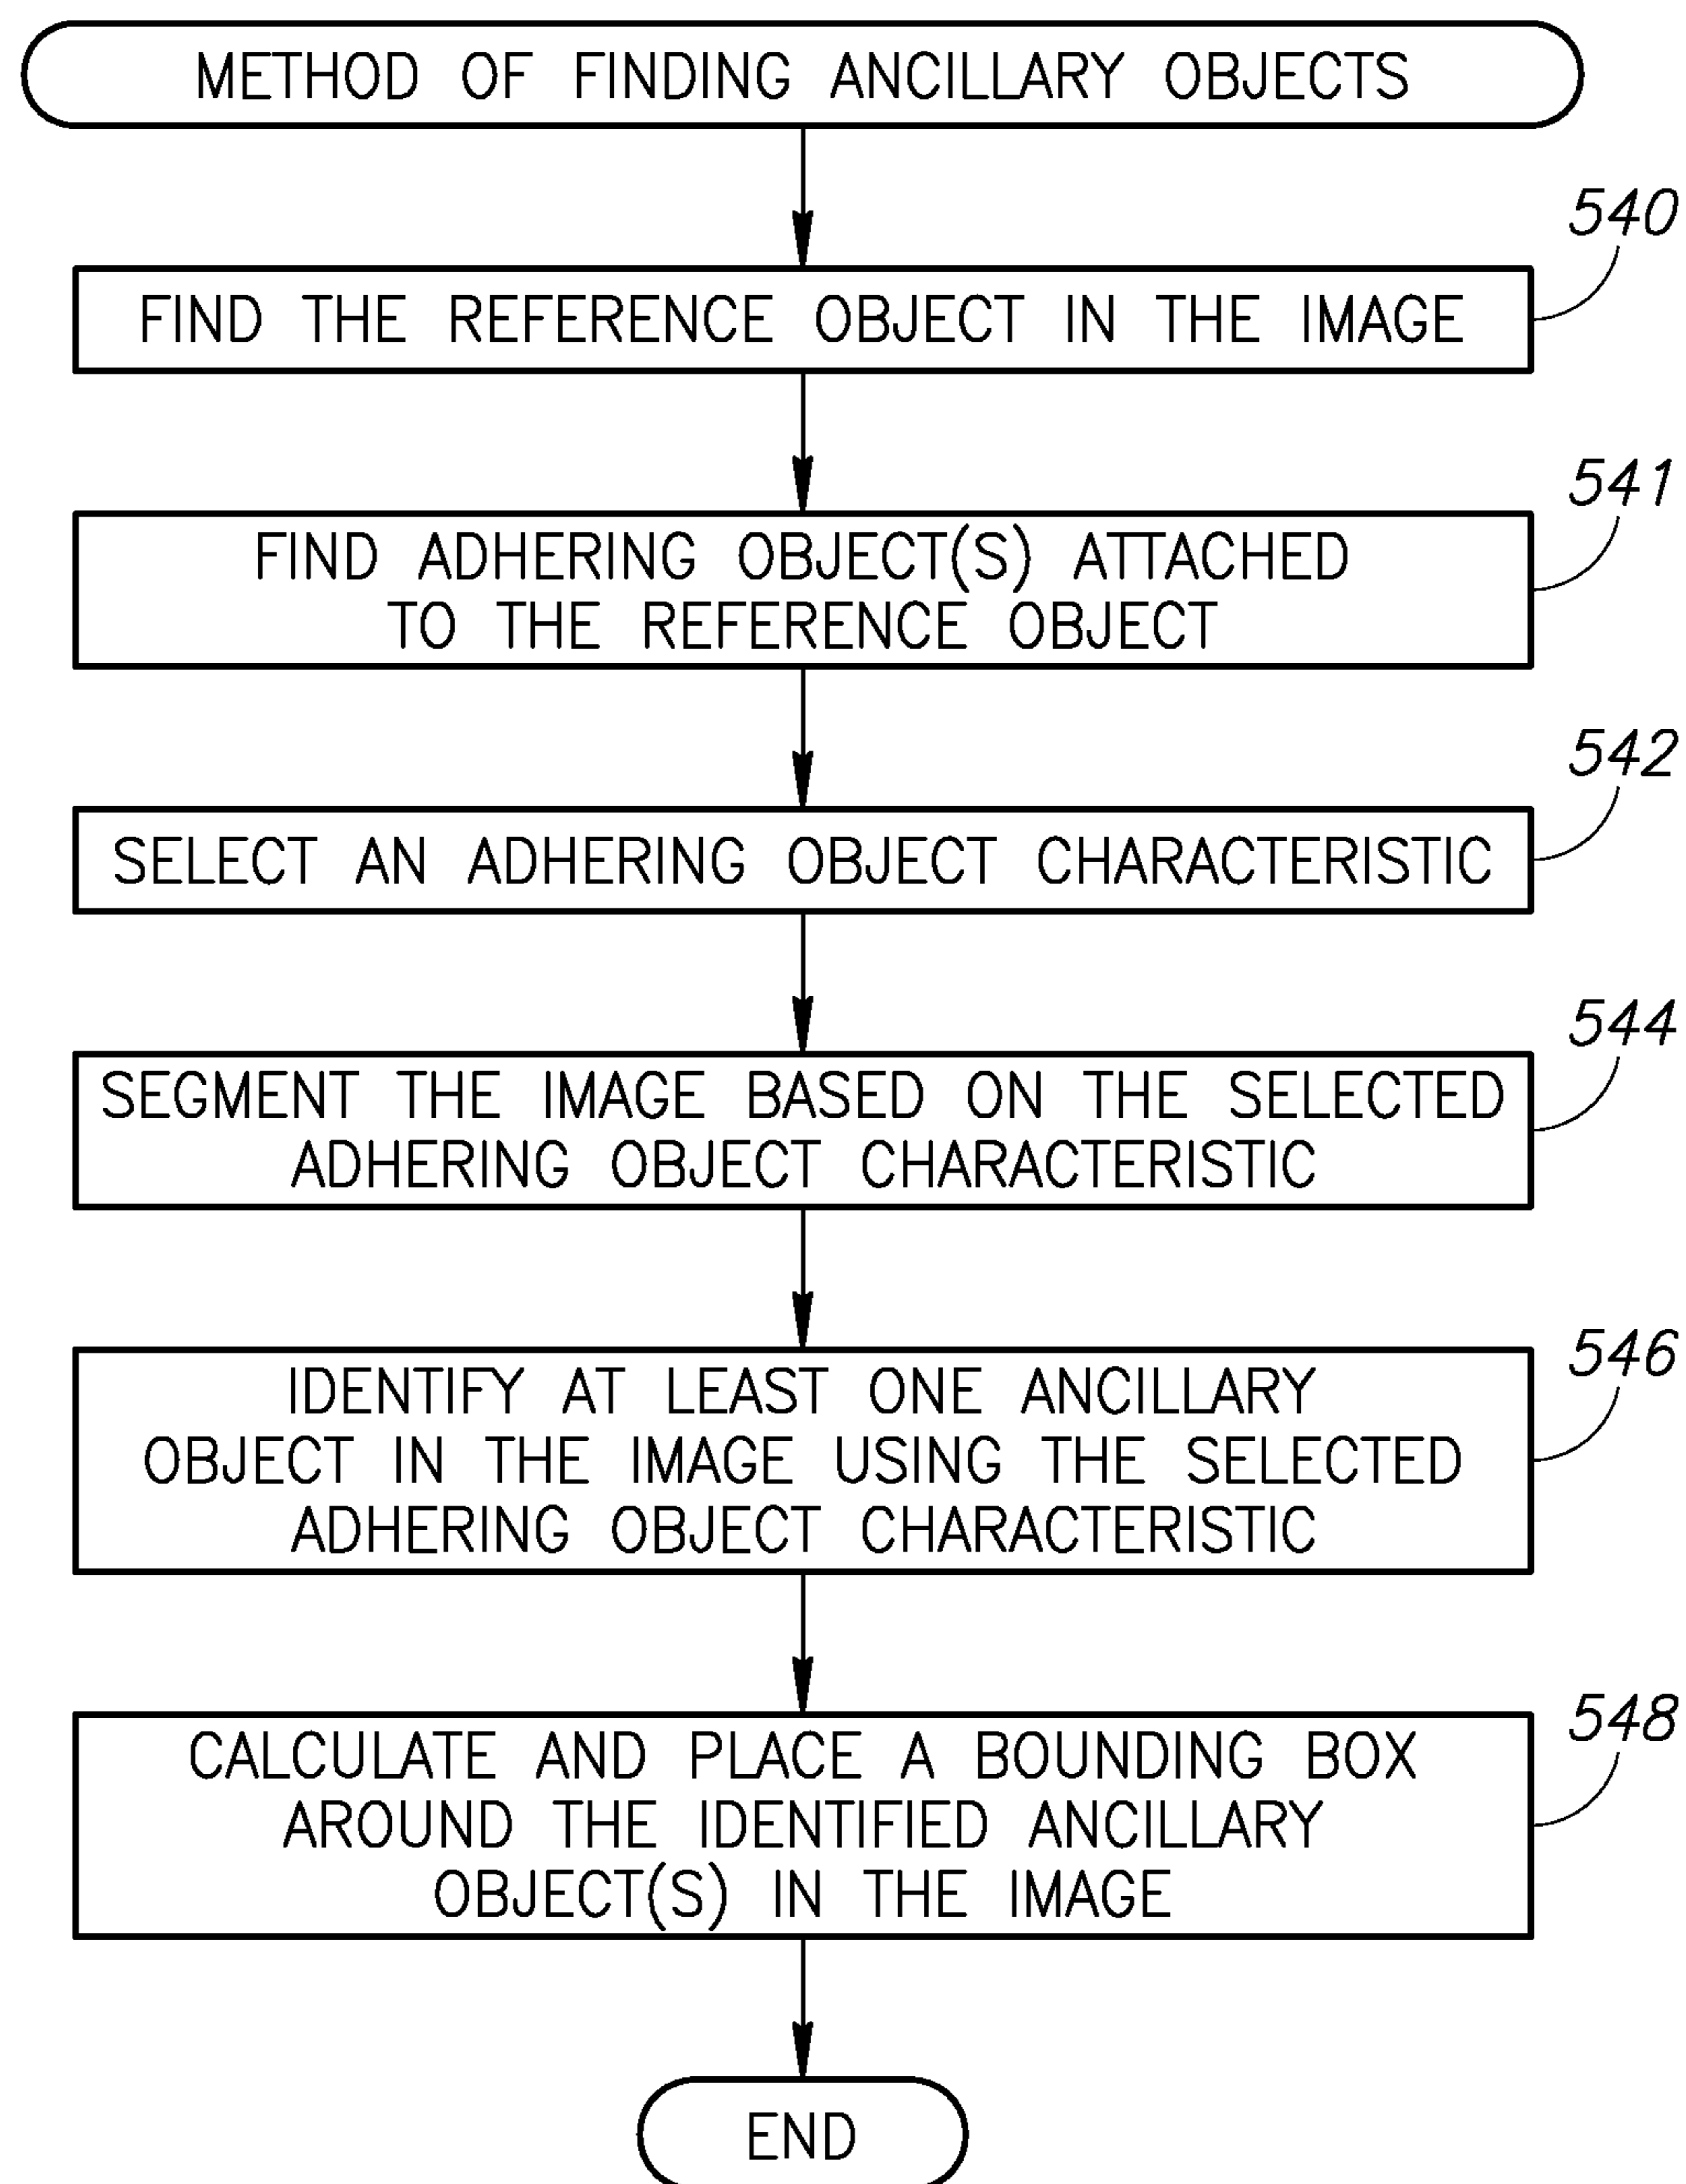 METHOD OF FINDING ANCILLARY OBJECTS
540
FIND THE REFERENCE OBJECT IN THE IMAGE
541
FIND ADHERING OBJECT(S) ATTACHED
TO THE REFERENCE OBJECT
542
SELECT AN ADHERING OBJECT CHARACTERISTIC
544
SEGMENT THE IMAGE BASED ON THE SELECTED
ADHERING OBJECT CHARACTERISTIC
546
IDENTIFY AT LEAST ONE ANCILLARY
OBJECT IN THE IMAGE USING THE SELECTED
ADHERING OBJECT CHARACTERISTIC
548
CALCULATE AND PLACE A BOUNDING BOX
AROUND THE IDENTIFIED ANCILLARY
OBJECT(S) IN THE IMAGE
END